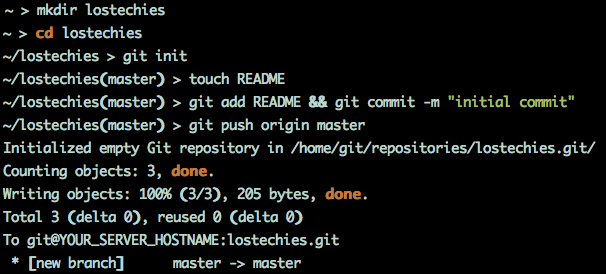 ~ > mkdir lostechies
~ > cd lostechies
~/lostechies > git init
~/lostechies(master) > touch README
~/lostechies(master) > git add README && git commit -m "initial commit"
~/lostechies(master) > git push origin master
Initialized empty Git repository in /home/git/repositories/lostechies.git/
Counting objects: 3, done.
Writing objects: 100% (3/3), 205 bytes, done.
Total 3 (delta 0), reused 0 (delta 0)
To git@YOUR_SERVER_HOSTNAME:lostechies.git
 * [new branch]      master -> master